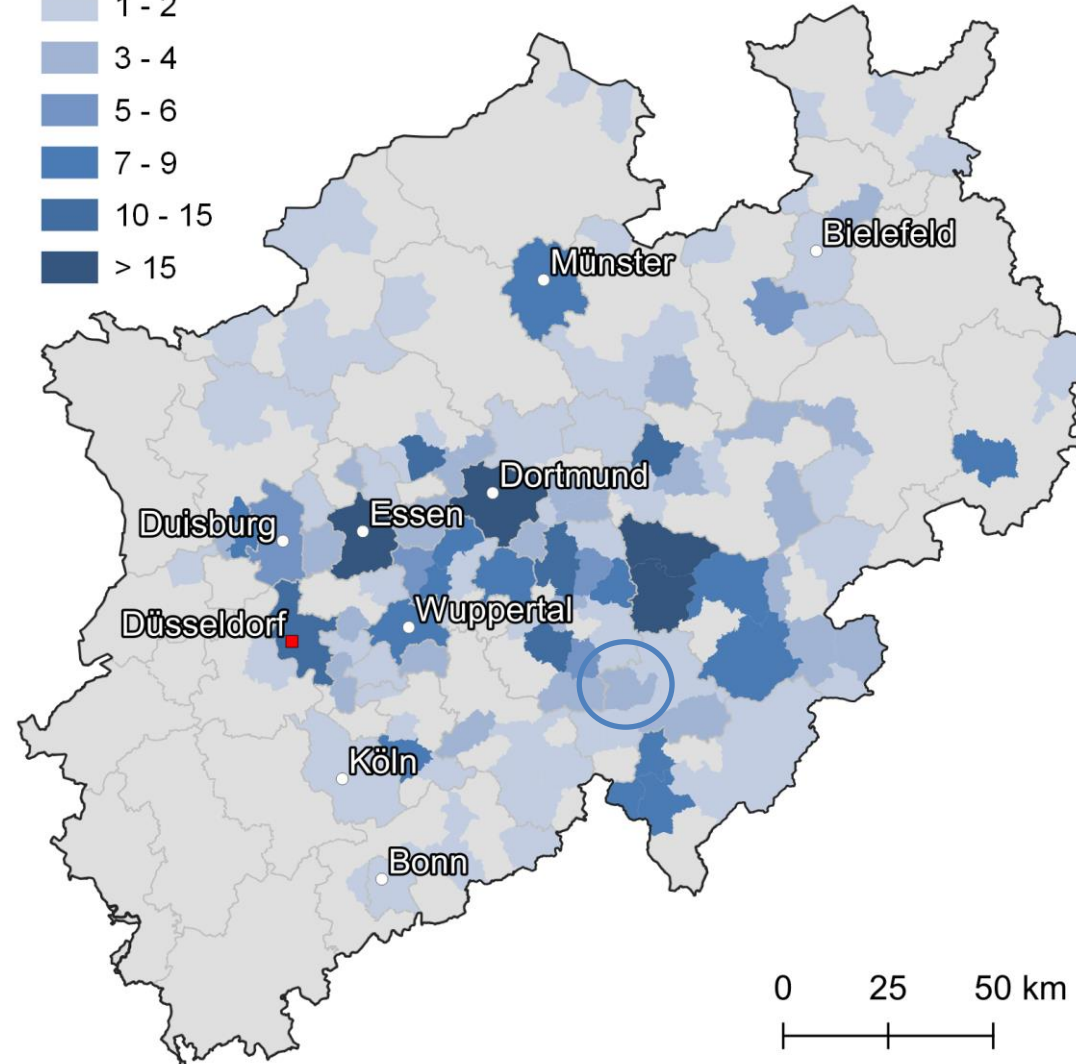 1 - 2
3 - 4
5 - 6
7 - 9
10 - 15
> 15
Bielefeld
Münster
Dortmund
Essen
Duisburg
Wuppertal
Düsseldorf
Köln
Bonn
0 25 50 km